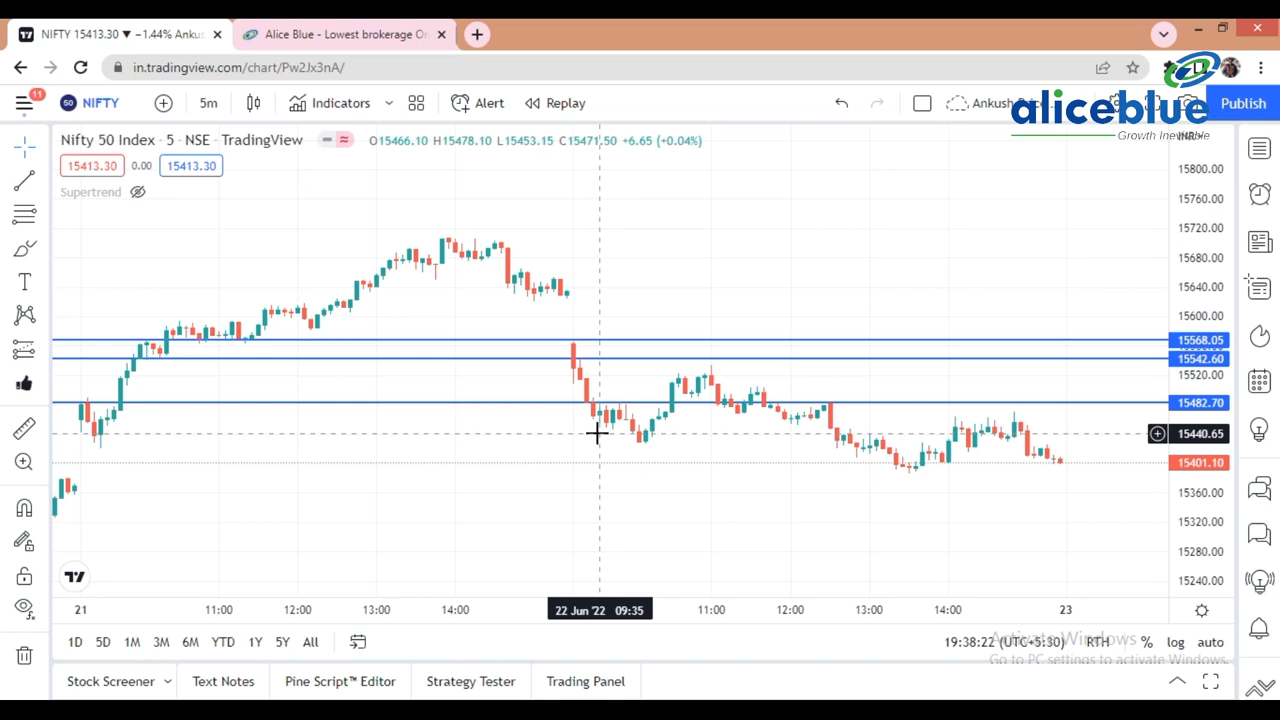 NIFTY 15413.30 ▼ −1.44% Ankus
Alice Blue - Lowest brokerage On
in.tradingview.com/chart/Pw2Jx3nA/
11
50 NIFTY
5m
Indicators
Alert
Replay
Ankush
Publish
aliceblue
Growth Inevitable
Nifty 50 Index · 5 · NSE · TradingView
O15466.10 H15478.10 L15453.15 C15471.50 +6.65 (+0.04%)
15413.30 0.00 15413.30
Supertrend
15800.00
15760.00
15720.00
15680.00
15640.00
15600.00
15568.05
15542.60
15520.00
15482.70
15440.65
15401.10
15360.00
15320.00
15280.00
15240.00
21 11:00 12:00 13:00 14:00 22 Jun '22 09:35 11:00 12:00 13:00 14:00 23
1D 5D 1M 3M 6M YTD 1Y 5Y All
19:38:22 (UTC+5:30) RTH % log auto
Activate Windows
Go to PC settings to activate Windows.
Stock Screener Text Notes Pine Script™ Editor Strategy Tester Trading Panel